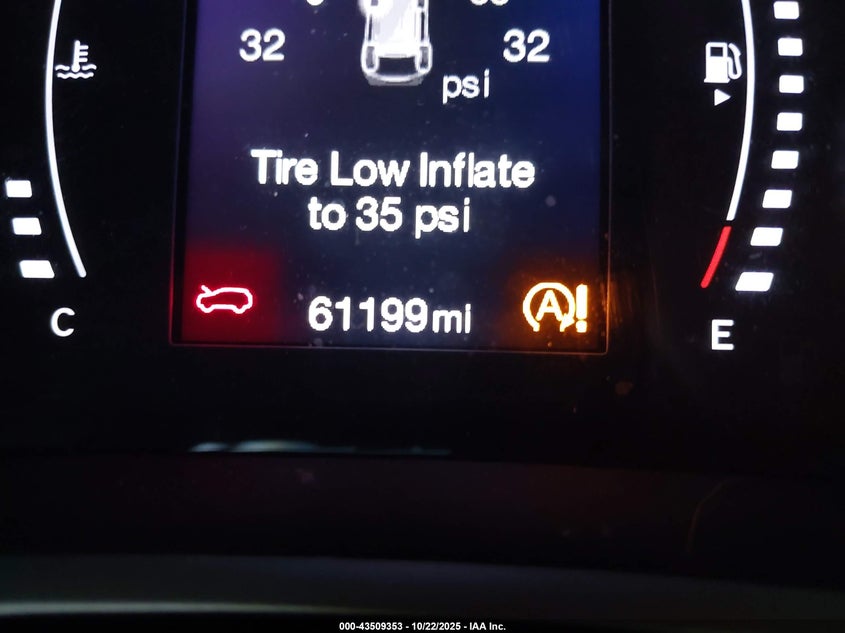 32 32
psi
Tire Low Inflate
to 35 psi
61199mi
A!
C
E
000-43509353 - 10/22/2025 - IAA Inc.